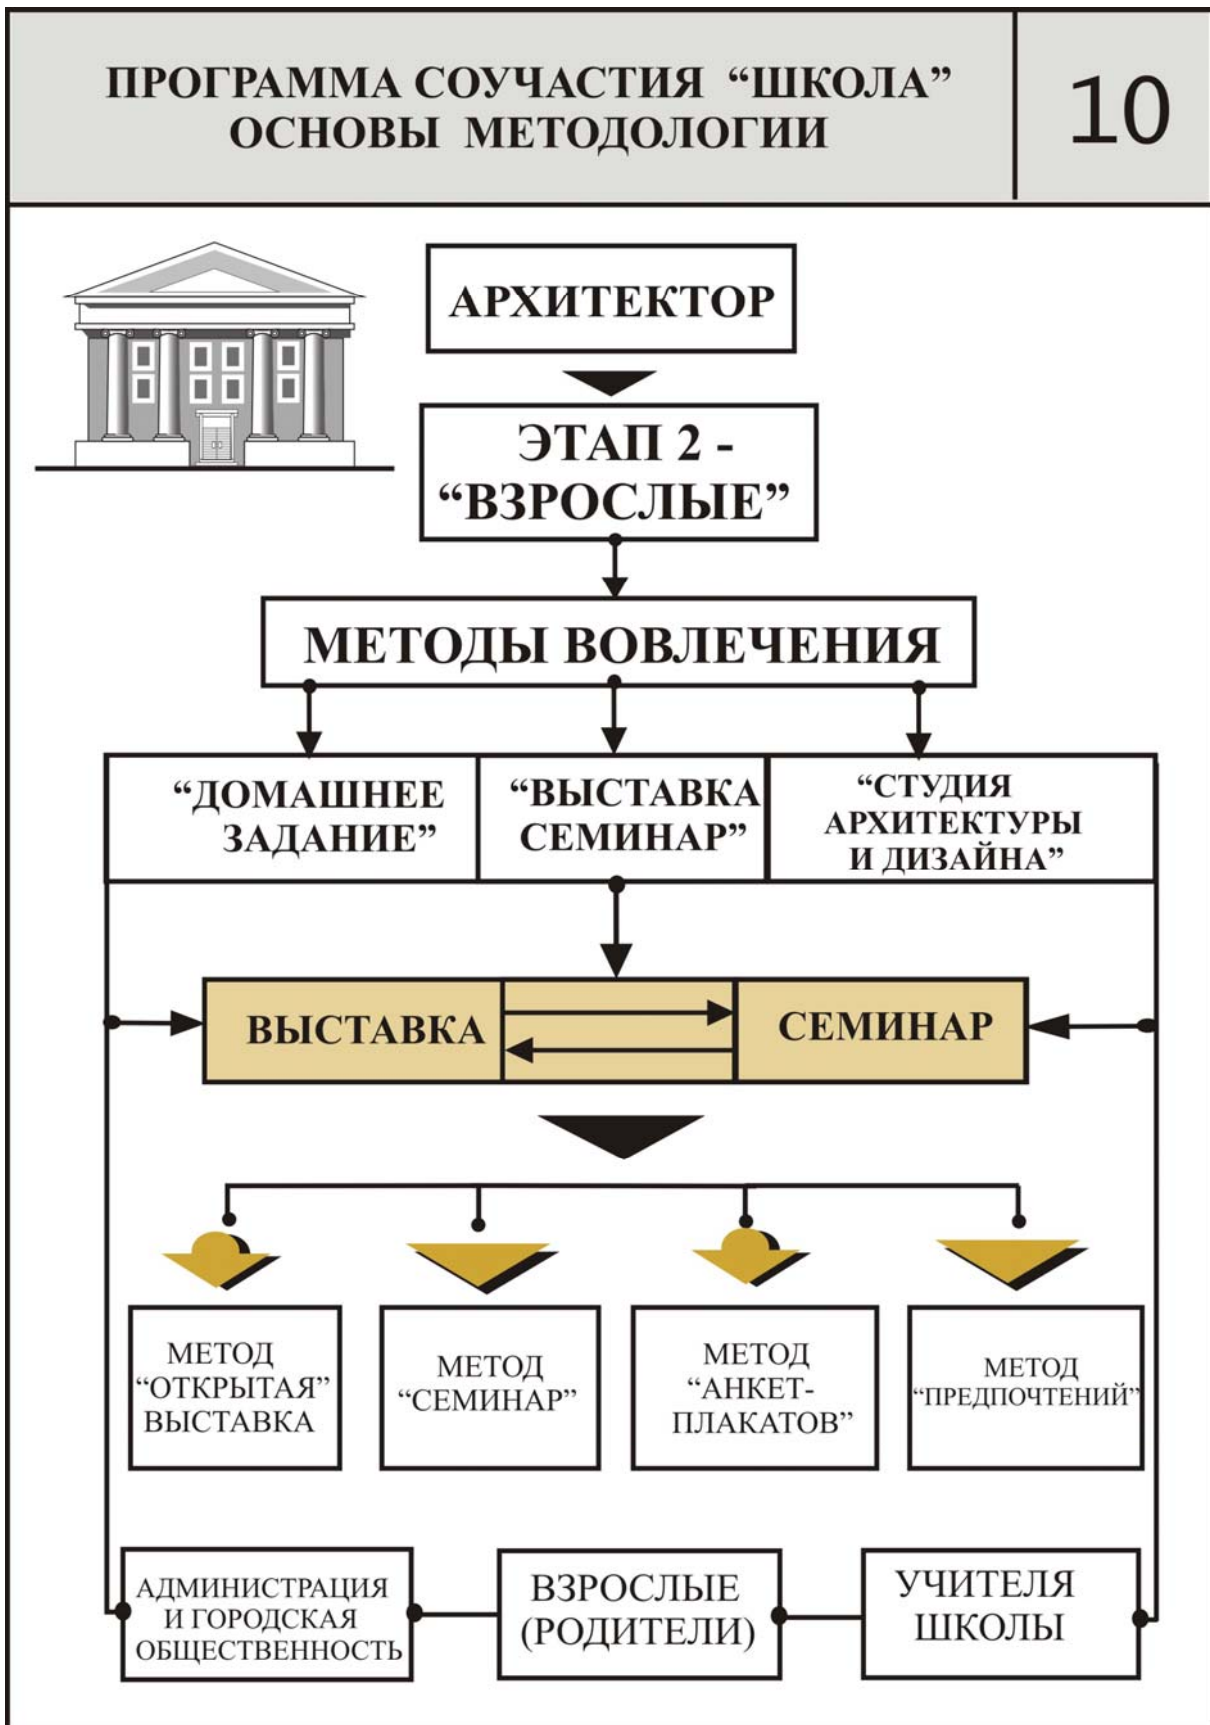 ПРОГРАММА СОУЧАСТИЯ “ШКОЛА”
ОСНОВЫ МЕТОДОЛОГИИ
10
АРХИТЕКТОР
ЭТАП 2 -
“ВЗРОСЛЫЕ”
МЕТОДЫ ВОВЛЕЧЕНИЯ
“ДОМАШНЕЕ
ЗАДАНИЕ”
“ВЫСТАВКА
СЕМИНАР”
“СТУДИЯ
АРХИТЕКТУРЫ
И ДИЗАЙНА”
ВЫСТАВКА
СЕМИНАР
МЕТОД
“ОТКРЫТАЯ”
ВЫСТАВКА
МЕТОД
“СЕМИНАР”
МЕТОД
“АНКЕТ-
ПЛАКАТОВ”
МЕТОД
“ПРЕДПОЧТЕНИЙ”
АДМИНИСТРАЦИЯ
И ГОРОДСКАЯ
ОБЩЕСТВЕННОСТЬ
ВЗРОСЛЫЕ
(РОДИТЕЛИ)
УЧИТЕЛЯ
ШКОЛЫ